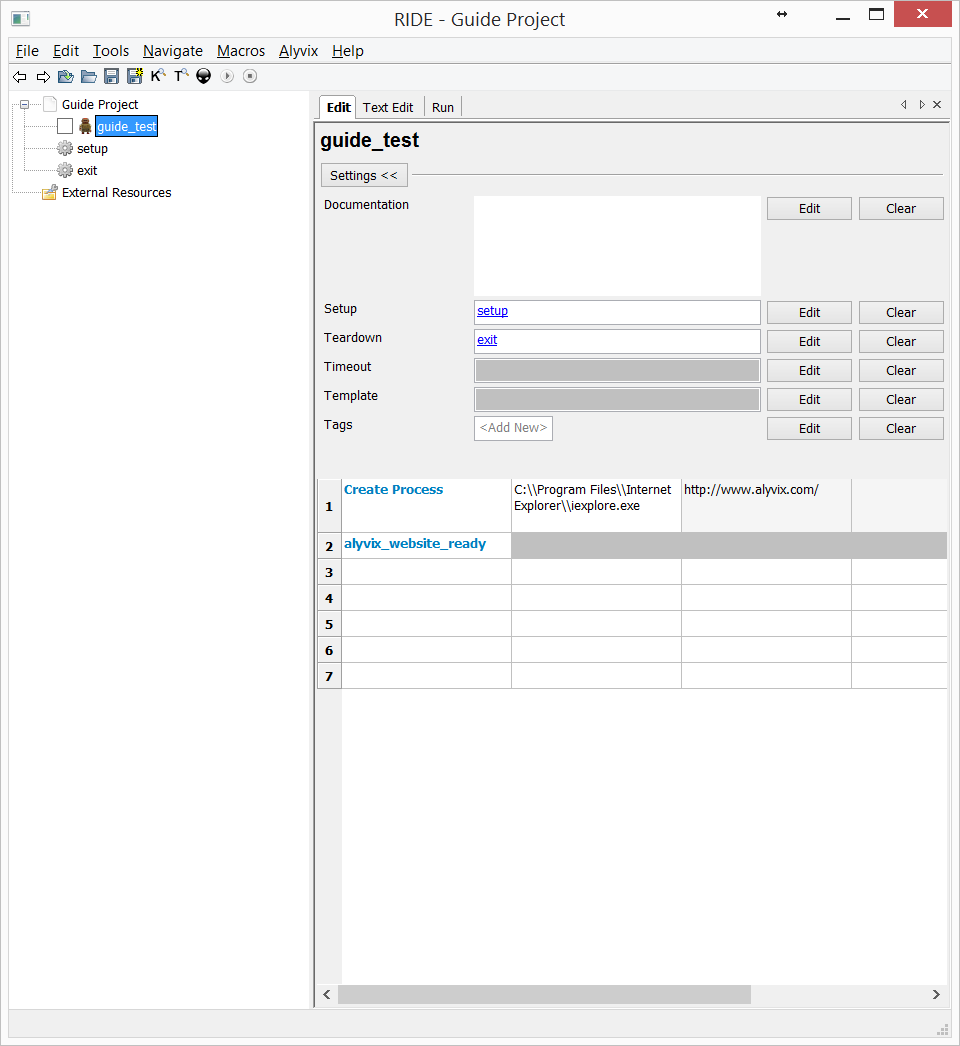 RIDE - Guide Project
File Edit Tools Navigate Macros Alyvix Help
K T
Guide Project
guide_test
setup
exit
External Resources
Edit Text Edit Run
guide_test
Settings <<
Documentation Edit Clear
Setup setup Edit Clear
Teardown exit Edit Clear
Timeout Edit Clear
Template Edit Clear
Tags <Add New> Edit Clear
1 Create Process C:\\Program Files\\Internet http://www.alyvix.com/
Explorer\\iexplore.exe
2 alyvix_website_ready
3
4
5
6
7